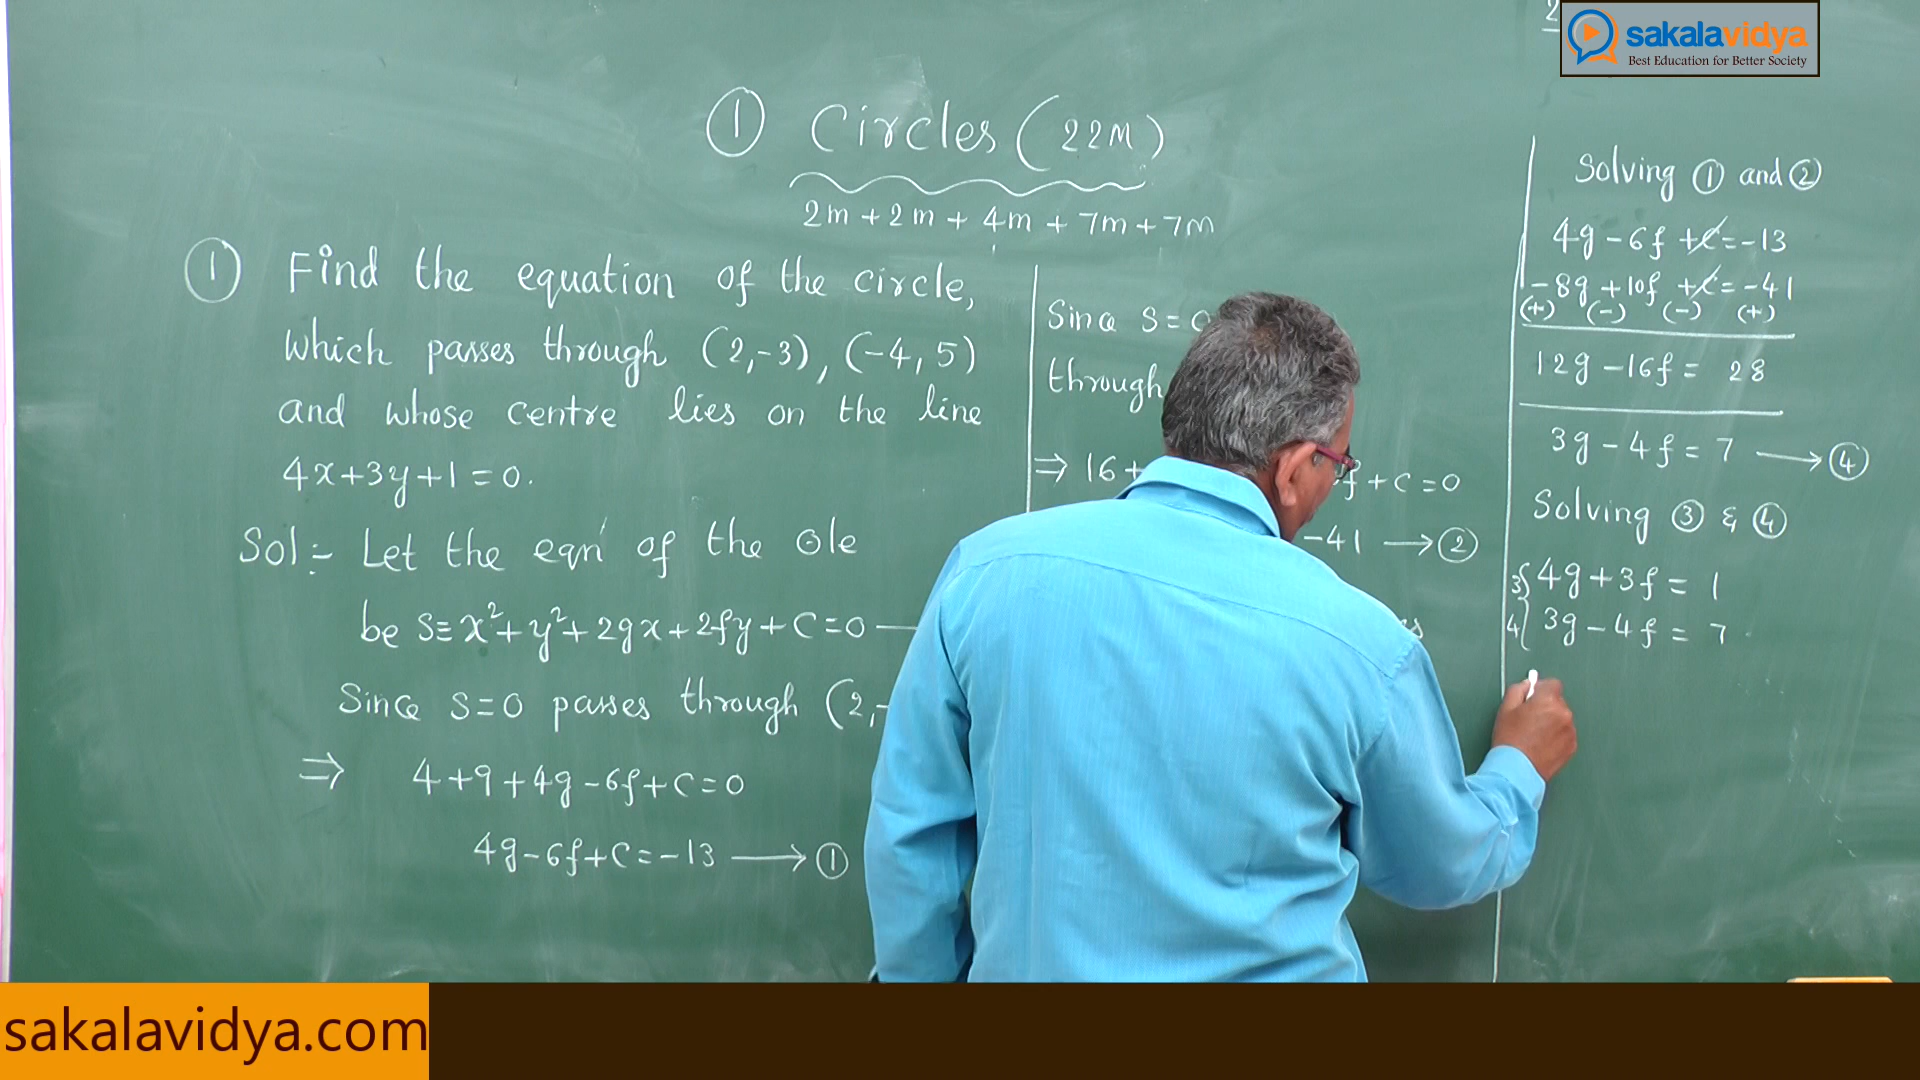 2
sakalavidya
Best Education for Better Society
① Circles (22M)
2m + 2m + 4m + 7m + 7m
① Find the equation of the circle,
which passes through (2,-3), (-4, 5)
and whose centre lies on the line
4x+3y+1=0.
Sol:- Let the eqn of the ole
be S≡x²+y²+2gx+2fy+c=0
Since S=0 passes through (2,-
⇒ 4+9+4g-6f+c=0
4g-6f+c=-13 → ①
Since S=0
through
⇒ 16+ f+c=0
-41 → ②
Solving ① and ②
4g-6f+c=-13
-8g+10f+c=-41
(+) (-) (-) (+)
12g-16f= 28
3g-4f=7 → ④
Solving ③ & ④
3{ 4g+3f= 1
4{ 3g-4f= 7
sakalavidya.com